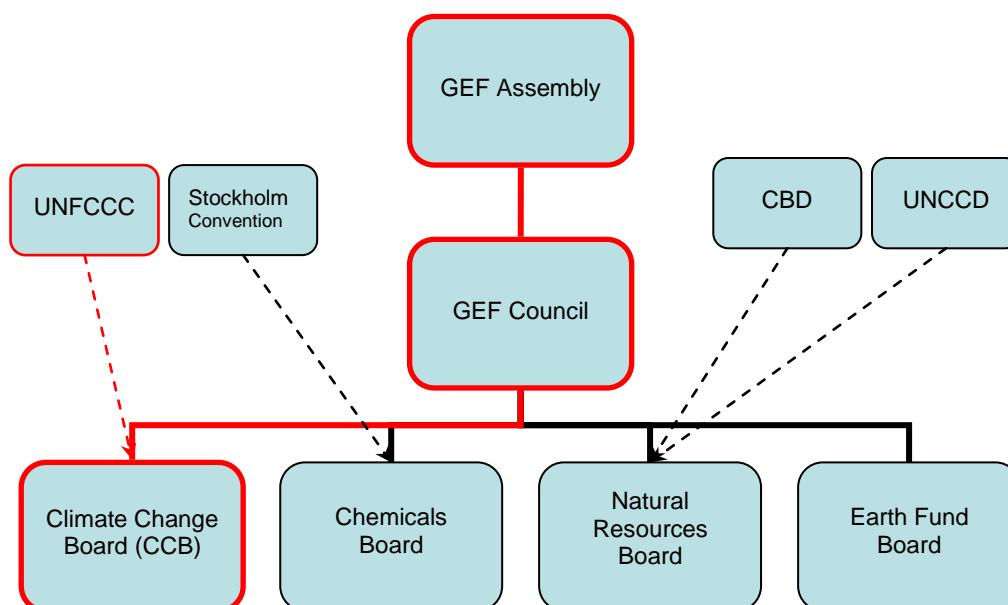 GEF Assembly
UNFCCC
Stockholm
Convention
CBD
UNCCD
GEF Council
Climate Change
Board (CCB)
Chemicals
Board
Natural
Resources
Board
Earth Fund
Board